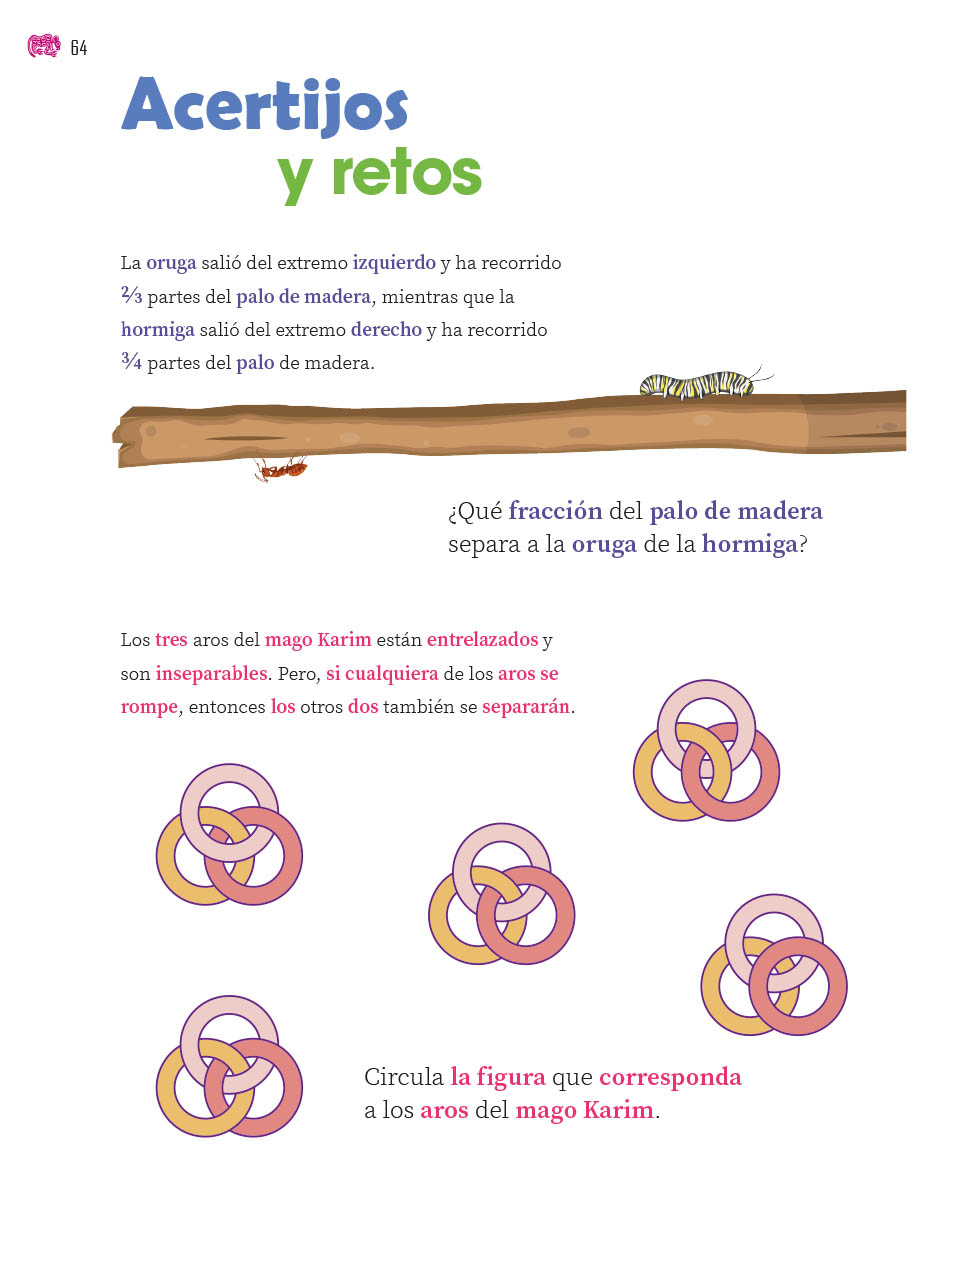 64
Acertijos
y retos
La oruga salió del extremo izquierdo y ha recorrido
⅔ partes del palo de madera, mientras que la
hormiga salió del extremo derecho y ha recorrido
¾ partes del palo de madera.
¿Qué fracción del palo de madera
separa a la oruga de la hormiga?
Los tres aros del mago Karim están entrelazados y
son inseparables. Pero, si cualquiera de los aros se
rompe, entonces los otros dos también se separarán.
Circula la figura que corresponda
a los aros del mago Karim.